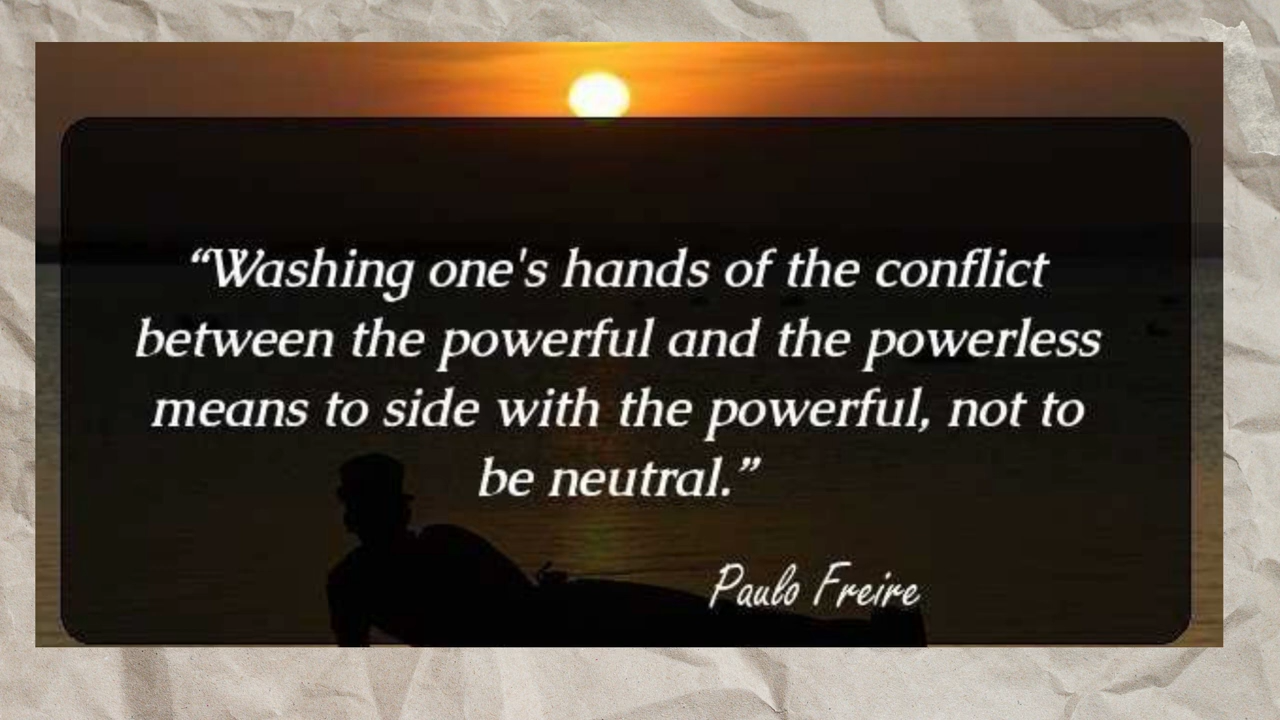 “Washing one's hands of the conflict
between the powerful and the powerless
means to side with the powerful, not to
be neutral.”
Paulo Freire